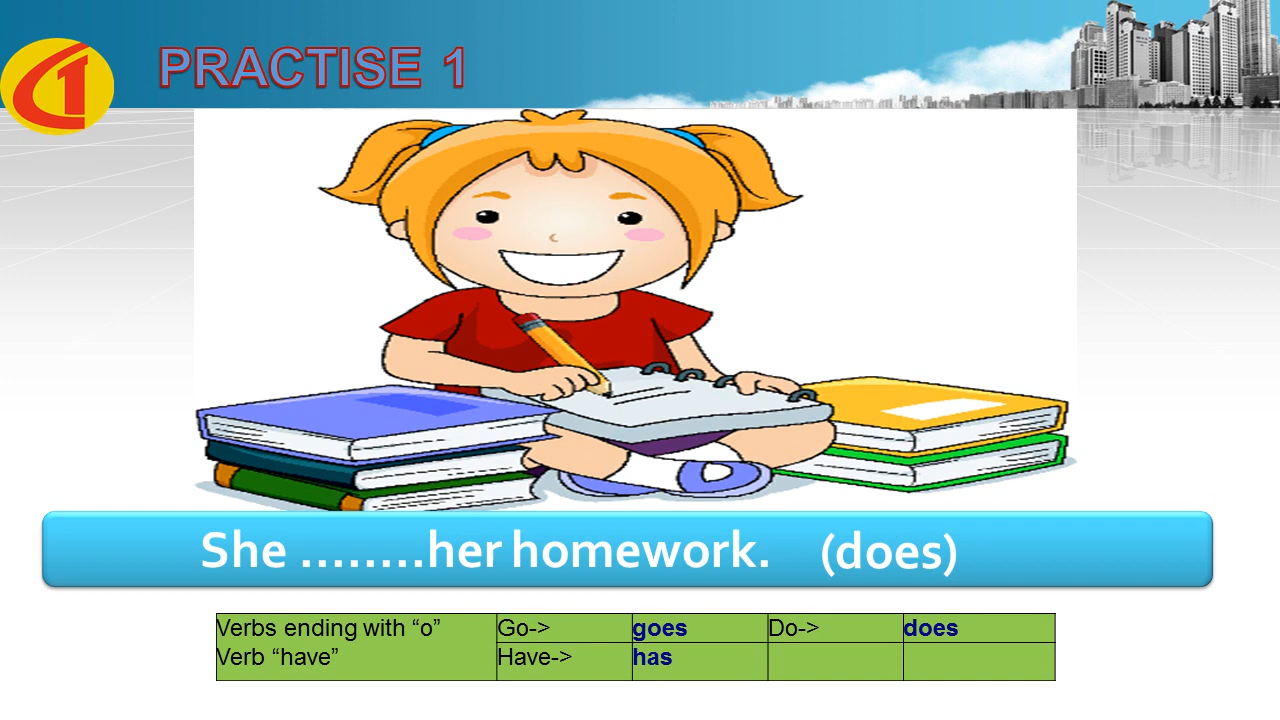 PRACTISE 1
She ........her homework. (does)
Verbs ending with “o” Go-> goes Do-> does
Verb “have” Have-> has